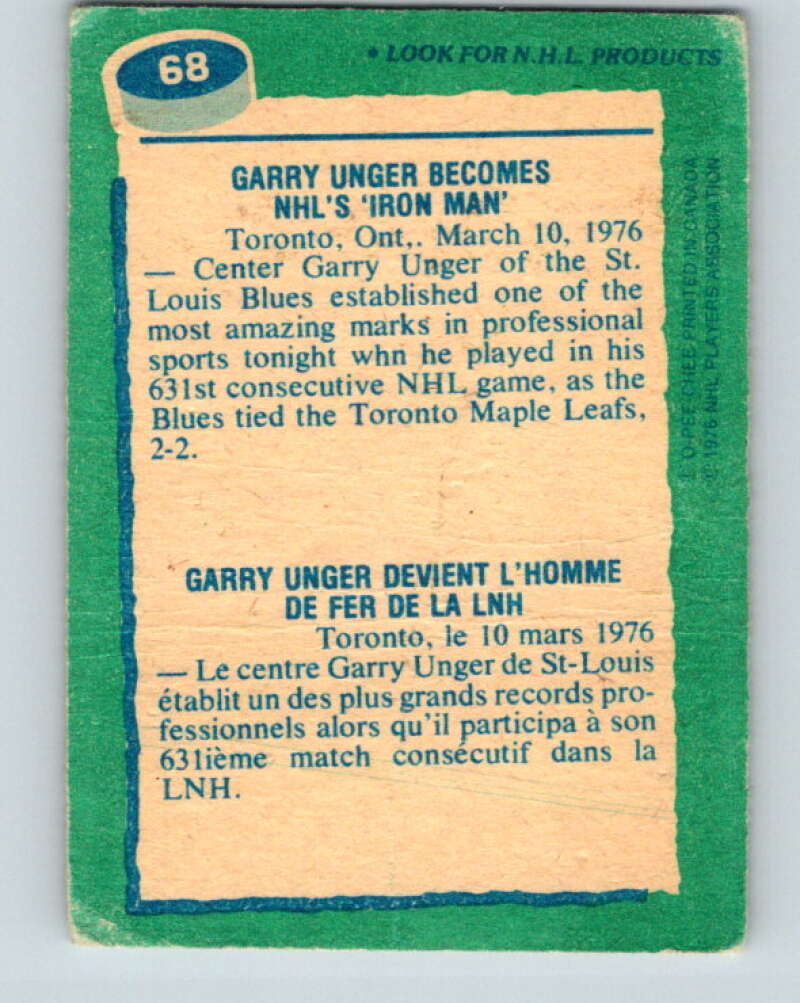 68
• LOOK FOR N.H.L. PRODUCTS
GARRY UNGER BECOMES
NHL'S 'IRON MAN'
Toronto, Ont,. March 10, 1976
— Center Garry Unger of the St.
Louis Blues established one of the
most amazing marks in professional
sports tonight whn he played in his
631st consecutive NHL game, as the
Blues tied the Toronto Maple Leafs,
2-2.
GARRY UNGER DEVIENT L'HOMME
DE FER DE LA LNH
Toronto, le 10 mars 1976
— Le centre Garry Unger de St-Louis
établit un des plus grands records pro-
fessionnels alors qu'il participa à son
631ième match consécutif dans la
LNH.
O-PEE-CHEE PRINTED IN CANADA
© 1976 NHL PLAYERS ASSOCIATION